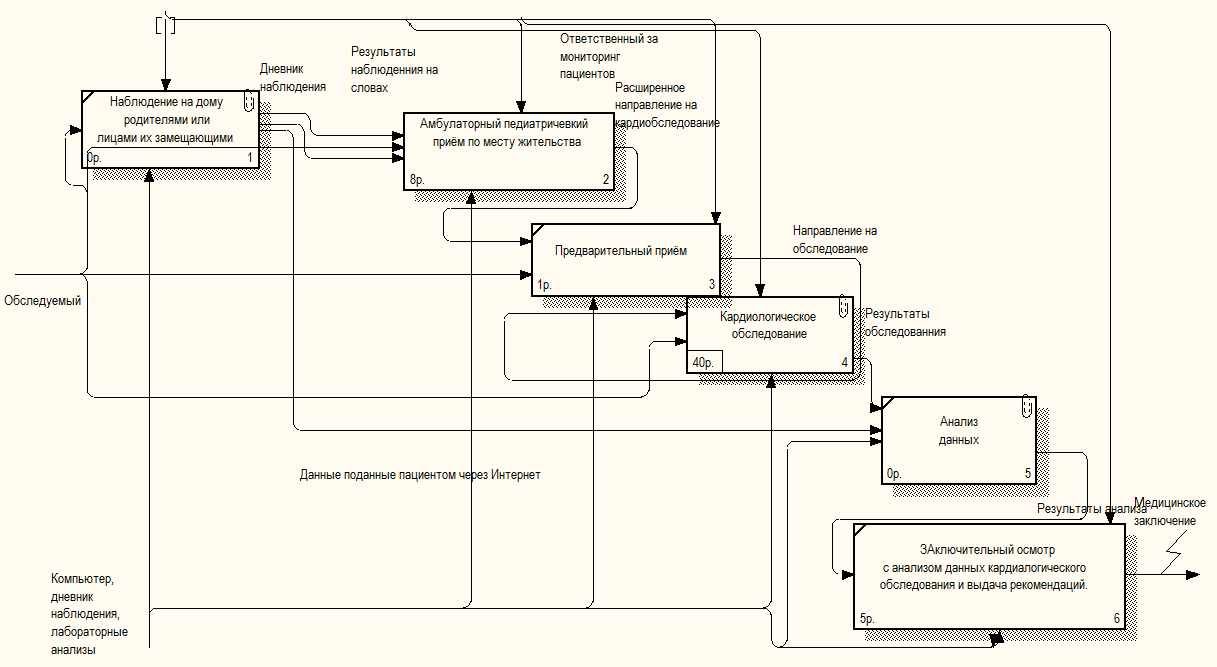 Ответственный за
мониторинг
пациентов
Результаты
наблюденния на
словах
Дневник
наблюдения
Расширенное
направление на
кардиобследование
Наблюдение на дому
родителями или
лицами их замещающими
0р. 1
Амбулаторный педиатричевкий
приём по месту жительства
8р. 2
Направление на
обследование
Предварительный приём
1р. 3
Обследуемый
Кардиологическое
обследование
40р. 4
Результаты
обследованния
Анализ
данных
0р. 5
Данные поданные пациентом через Интернет
Результаты анализа
Медицинское
заключение
ЗАключительный осмотр
с анализом данных кардиалогического
обследования и выдача рекомендаций.
5р. 6
Компьютер,
дневник
наблюдения,
лабораторные
анализы